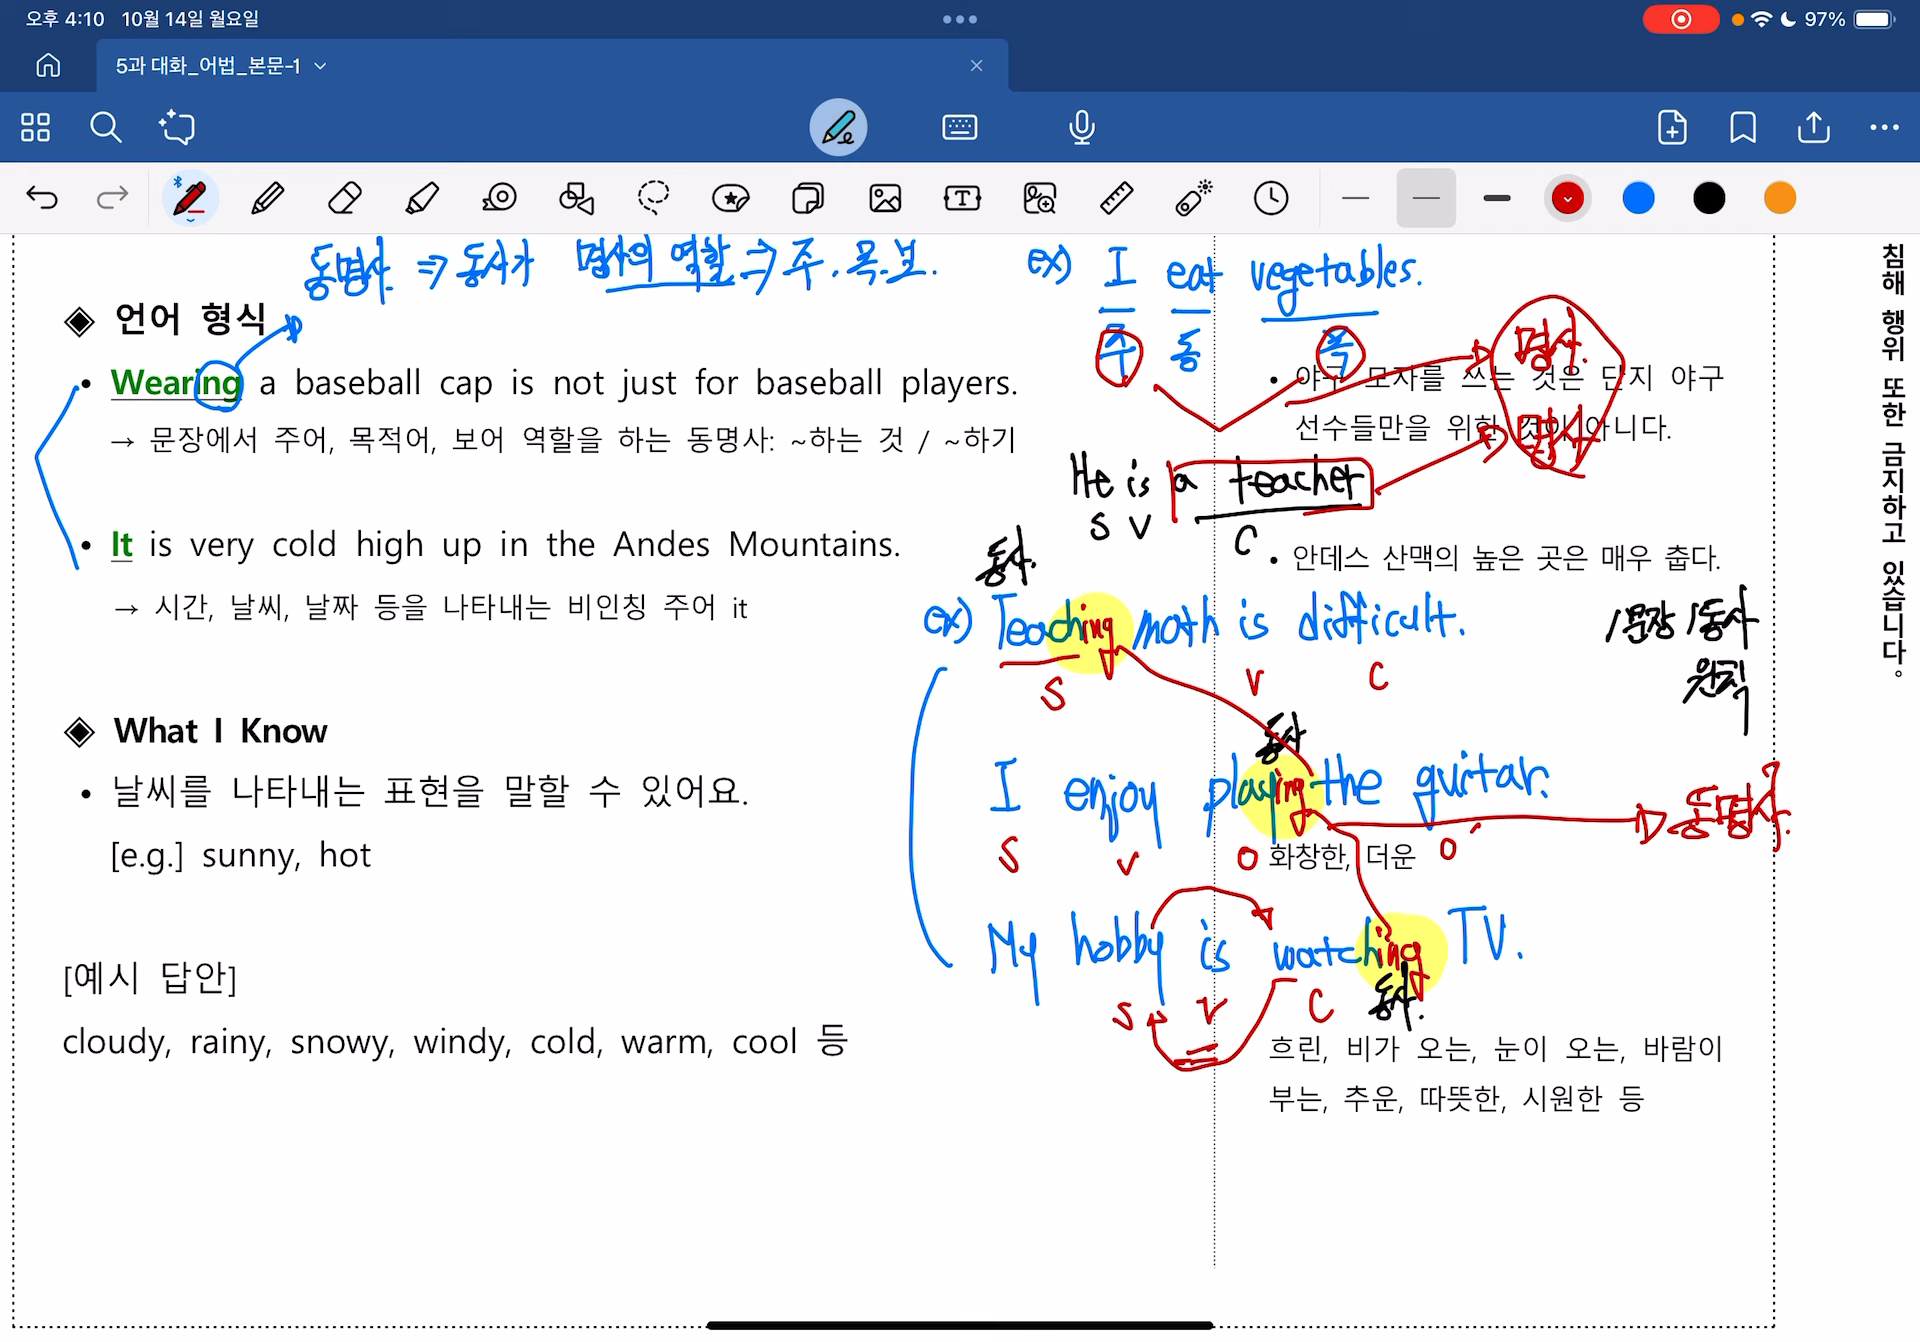 오후 4:10 10월 14일 월요일
97%
5과 대화_어법_본문-1
동명사 ⇒ 동사가 명사의 역할 ⇒ 주.목.보.
◈ 언어 형식
• Wearing a baseball cap is not just for baseball players.
→ 문장에서 주어, 목적어, 보어 역할을 하는 동명사: ~하는 것 / ~하기
• It is very cold high up in the Andes Mountains.
→ 시간, 날씨, 날짜 등을 나타내는 비인칭 주어 it
◈ What I Know
• 날씨를 나타내는 표현을 말할 수 있어요.
[e.g.] sunny, hot
[예시 답안]
cloudy, rainy, snowy, windy, cold, warm, cool 등
ex) I eat vegetables.
주 동 목
명사.
• 야구 모자를 쓰는 것은 단지 야구
선수들만을 위한 것이 아니다.
명사
He is a teacher
S V C
• 안데스 산맥의 높은 곳은 매우 춥다.
동사.
ex) Teaching math is difficult.
S V C
1문장 1동사
원칙
동사
I enjoy playing the guitar.
S V O O
동명사.
화창한, 더운
My hobby is watching TV.
S V C 동사.
흐린, 비가 오는, 눈이 오는, 바람이
부는, 추운, 따뜻한, 시원한 등
침해 행위 또한 금지하고 있습니다.